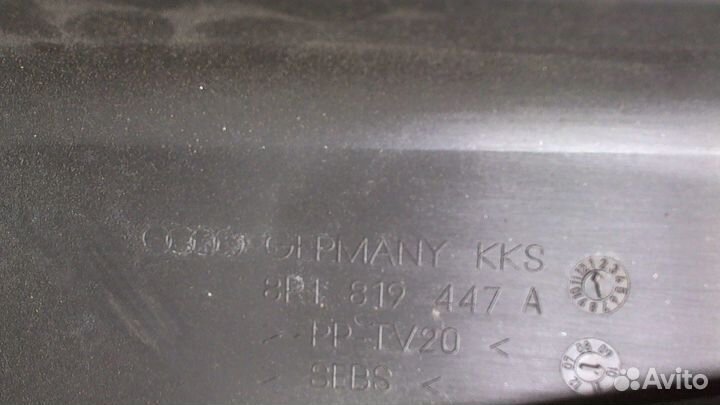 GERMANY KKS
8R1 819 447 A
> PP-TV20 <
> SEBS <
Avito